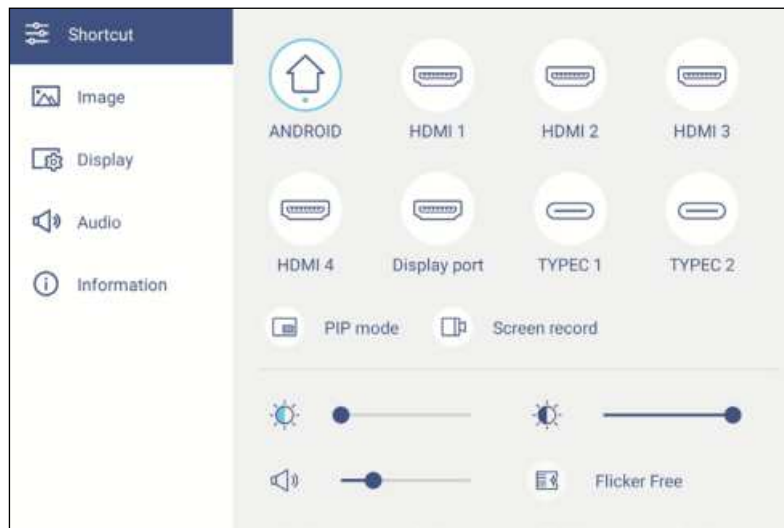 Shortcut
Image
Display
Audio
Information
ANDROID
HDMI 1
HDMI 2
HDMI 3
HDMI 4
Display port
TYPEC 1
TYPEC 2
PIP mode
Screen record
Flicker Free